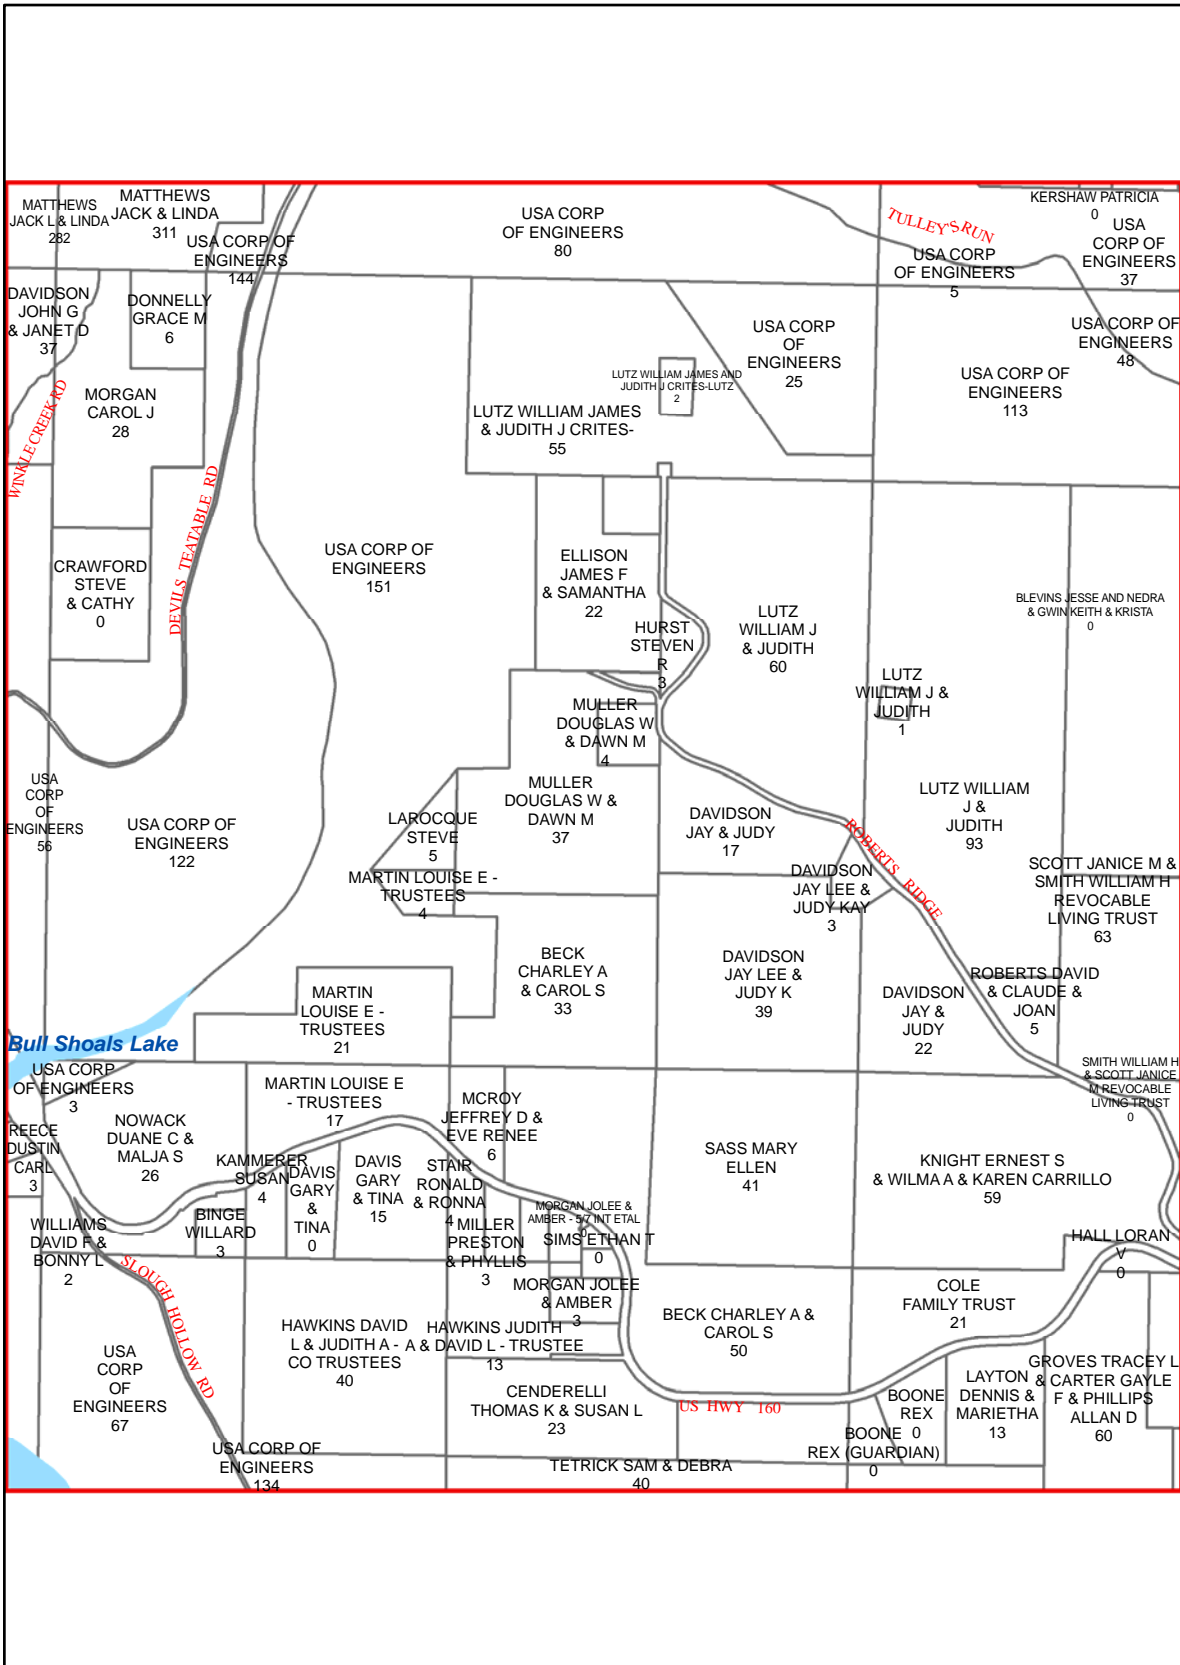 MATTHEWS
JACK L & LINDA
282
MATTHEWS
JACK & LINDA
311
USA CORP OF
ENGINEERS
144
USA CORP
OF ENGINEERS
80
TULLEY'S RUN
KERSHAW PATRICIA
0
USA CORP
OF ENGINEERS
5
USA
CORP OF
ENGINEERS
37
DAVIDSON
JOHN G
& JANET D
37
DONNELLY
GRACE M
6
USA CORP
OF
ENGINEERS
25
USA CORP OF
ENGINEERS
48
USA CORP OF
ENGINEERS
113
LUTZ WILLIAM JAMES AND
JUDITH J CRITES-LUTZ
2
MORGAN
CAROL J
28
LUTZ WILLIAM JAMES
& JUDITH J CRITES-
55
WINKLE CREEK RD
DEVILS TEATABLE RD
USA CORP OF
ENGINEERS
151
CRAWFORD
STEVE
& CATHY
0
ELLISON
JAMES F
& SAMANTHA
22
HURST
STEVEN
R
3
LUTZ
WILLIAM J
& JUDITH
60
BLEVINS JESSE AND NEDRA
& GWIN KEITH & KRISTA
0
LUTZ
WILLIAM J &
JUDITH
1
MULLER
DOUGLAS W
& DAWN M
4
USA
CORP
OF
ENGINEERS
56
USA CORP OF
ENGINEERS
122
LAROCQUE
STEVE
5
MULLER
DOUGLAS W &
DAWN M
37
DAVIDSON
JAY & JUDY
17
LUTZ WILLIAM
J &
JUDITH
93
ROBERTS RIDGE
MARTIN LOUISE E -
TRUSTEES
4
DAVIDSON
JAY LEE &
JUDY KAY
3
SCOTT JANICE M &
SMITH WILLIAM H
REVOCABLE
LIVING TRUST
63
BECK
CHARLEY A
& CAROL S
33
DAVIDSON
JAY LEE &
JUDY K
39
DAVIDSON
JAY &
JUDY
22
ROBERTS DAVID
& CLAUDE &
JOAN
5
MARTIN
LOUISE E -
TRUSTEES
21
Bull Shoals Lake
USA CORP
OF ENGINEERS
3
MARTIN LOUISE E
- TRUSTEES
17
MCROY
JEFFREY D &
EVE RENEE
6
SMITH WILLIAM H
& SCOTT JANICE
M REVOCABLE
LIVING TRUST
0
REECE
DUSTIN
CARL
3
NOWACK
DUANE C &
MALJA S
26
KAMMERER
SUSAN
4
DAVIS
GARY
&
TINA
0
DAVIS
GARY
& TINA
15
STAIR
RONALD
& RONNA
4
SASS MARY
ELLEN
41
KNIGHT ERNEST S
& WILMA A & KAREN CARRILLO
59
BINGE
WILLARD
3
MORGAN JOLEE &
AMBER - 5/7 INT ETAL
SIMS ETHAN T
0
MILLER
PRESTON
& PHYLLIS
3
WILLIAMS
DAVID F &
BONNY L
2
SLOUGH HOLLOW RD
HALL LORAN
V
0
MORGAN JOLEE
& AMBER
3
COLE
FAMILY TRUST
21
BECK CHARLEY A &
CAROL S
50
HAWKINS DAVID
L & JUDITH A -
CO TRUSTEES
40
HAWKINS JUDITH
A & DAVID L - TRUSTEE
13
USA
CORP
OF
ENGINEERS
67
CENDERELLI
THOMAS K & SUSAN L
23
US HWY 160
BOONE
REX
0
LAYTON
DENNIS &
MARIETHA
13
GROVES TRACEY L
& CARTER GAYLE
F & PHILLIPS
ALLAN D
60
BOONE
REX (GUARDIAN)
0
USA CORP OF
ENGINEERS
134
TETRICK SAM & DEBRA
40